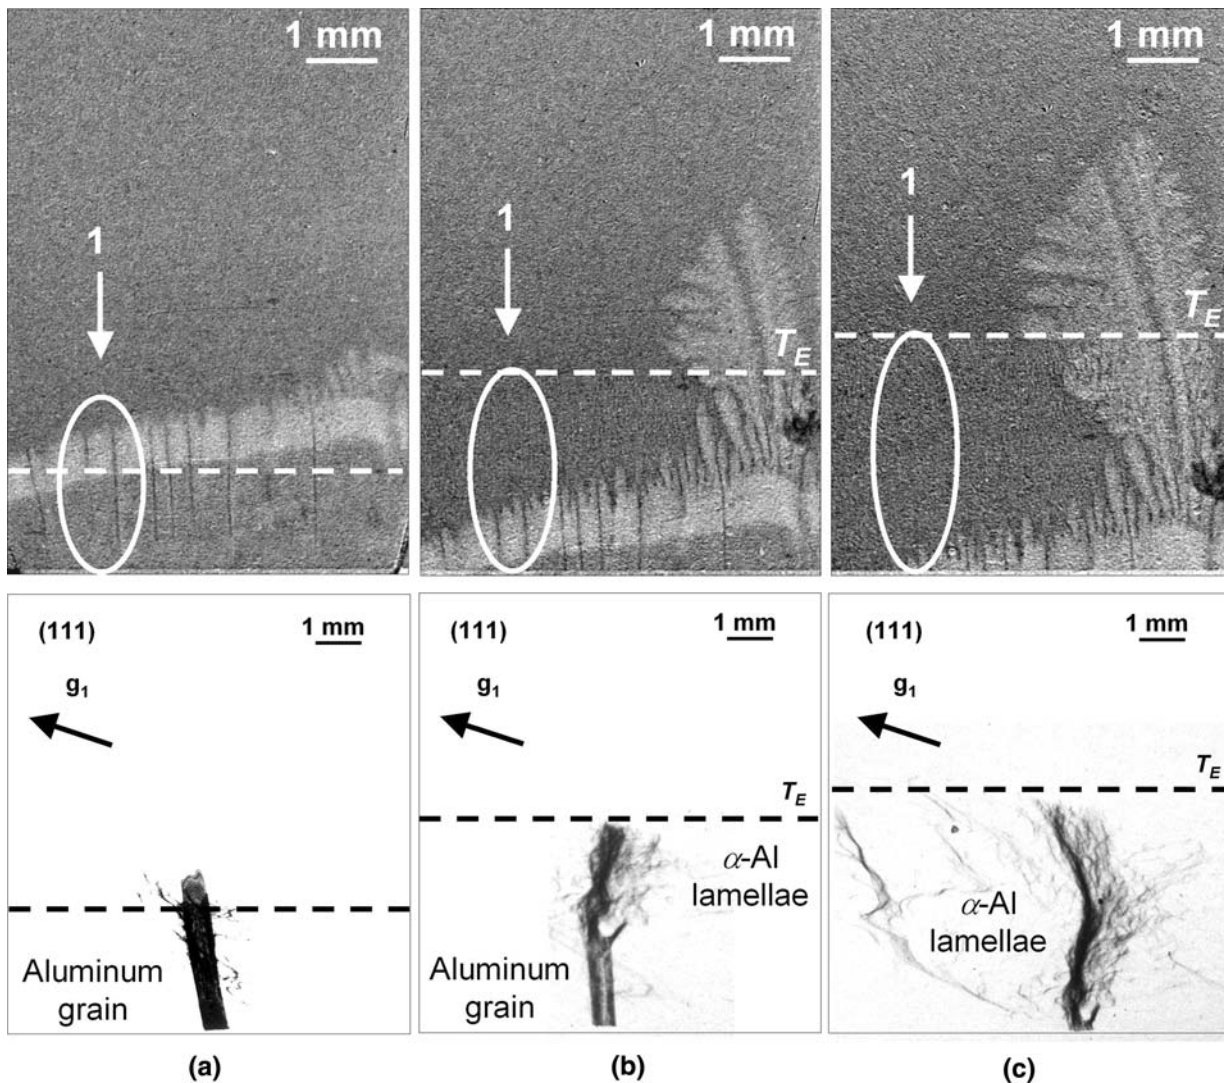 1 mm
1 mm
1 mm
1
1
1
T_E
T_E
(111)
1 mm
(111)
1 mm
(111)
1 mm
g₁
g₁
g₁
T_E
T_E
α-Al
lamellae
α-Al
lamellae
Aluminum
grain
Aluminum
grain
(a)
(b)
(c)